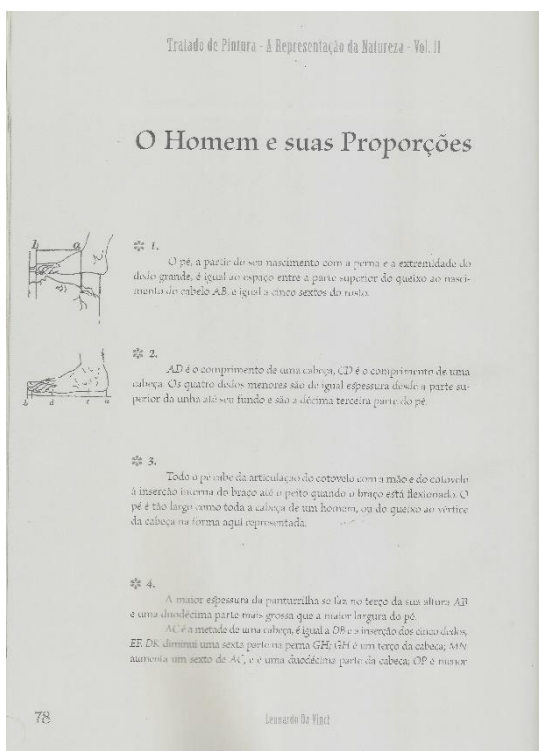 Tratado de Pintura - A Representação da Natureza - Vol. II
O Homem e suas Proporções
b a
1.
O pé, a partir do seu nascimento com a perna e a extremidade do
dedo grande, é igual ao espaço entre a parte superior do queixo ao nasci-
mento do cabelo AB, e igual a cinco sextos do rosto.
2.
AD é o comprimento de uma cabeça, CD é o comprimento de uma
cabeça. Os quatro dedos menores são de igual espessura desde a parte su-
perior da unha até seu fundo e são a décima terceira parte do pé.
b d c a
3.
Todo o pé cabe da articulação do cotovelo com a mão e do cotovelo
à inserção interna do braço até o peito quando o braço está flexionado. O
pé é tão largo como toda a cabeça de um homem, ou do queixo ao vértice
da cabeça na forma aqui representada.
4.
A maior espessura da panturrilha se faz no terço da sua altura AB
e uma duodécima parte mais grossa que a maior largura do pé.
AC é a metade de uma cabeça, é igual a DB e a inserção dos cinco dedos,
EF. DK diminui uma sexta parte na perna GH; GH é um terço da cabeça; MN
aumenta um sexto de AC, e é uma duodécima parte da cabeça; OP é menor
78
Leonardo Da Vinci